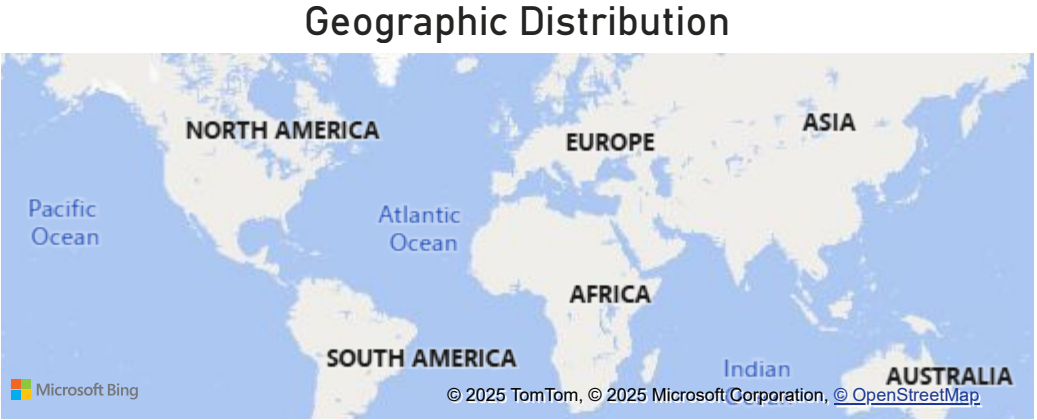 Geographic Distribution
NORTH AMERICA
ASIA
EUROPE
Pacific
Ocean
Atlantic
Ocean
AFRICA
SOUTH AMERICA
Indian
AUSTRALIA
Microsoft Bing
© 2025 TomTom, © 2025 Microsoft Corporation, © OpenStreetMap